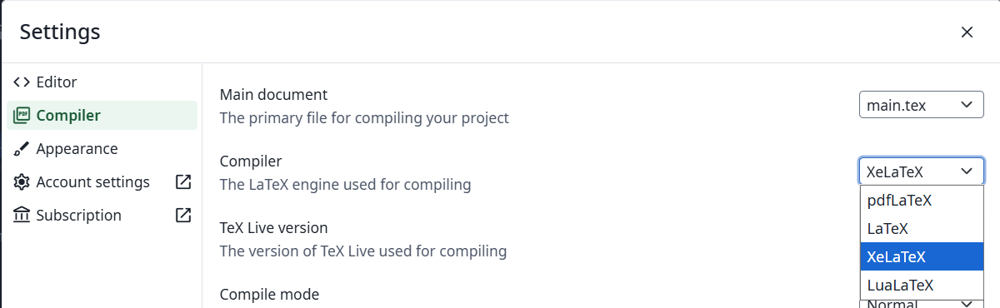 Settings
Editor
Compiler
Appearance
Account settings
Subscription
Main document
The primary file for compiling your project
main.tex
Compiler
The LaTeX engine used for compiling
XeLaTeX
pdfLaTeX
LaTeX
XeLaTeX
LuaLaTeX
TeX Live version
The version of TeX Live used for compiling
Compile mode
Normal